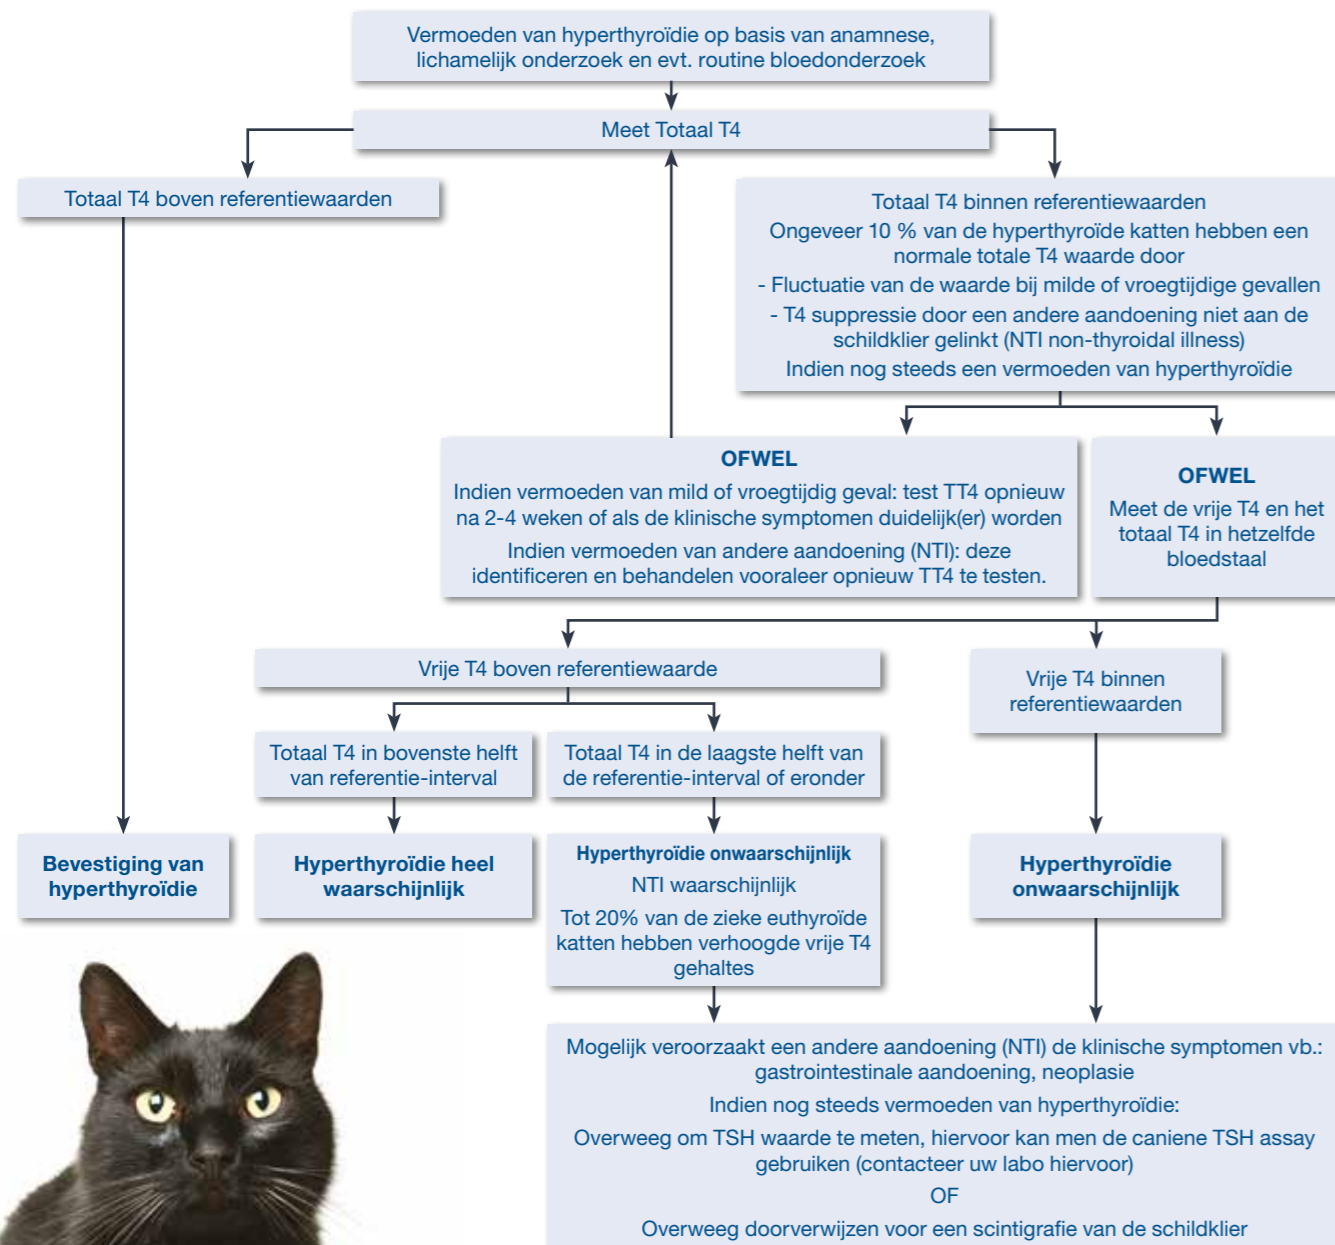 Vermoeden van hyperthyroïdie op basis van anamnese,
lichamelijk onderzoek en evt. routine bloedonderzoek
Meet Totaal T4
Totaal T4 boven referentiewaarden
Totaal T4 binnen referentiewaarden
Ongeveer 10 % van de hyperthyroïde katten hebben een
normale totale T4 waarde door
- Fluctuatie van de waarde bij milde of vroegtijdige gevallen
- T4 suppressie door een andere aandoening niet aan de
schildklier gelinkt (NTI non-thyroidal illness)
Indien nog steeds een vermoeden van hyperthyroïdie
OFWEL
Indien vermoeden van mild of vroegtijdig geval: test TT4 opnieuw
na 2-4 weken of als de klinische symptomen duidelijk(er) worden
Indien vermoeden van andere aandoening (NTI): deze
identificeren en behandelen vooraleer opnieuw TT4 te testen.
OFWEL
Meet de vrije T4 en het
totaal T4 in hetzelfde
bloedstaal
Vrije T4 boven referentiewaarde
Vrije T4 binnen
referentiewaarden
Totaal T4 in bovenste helft
van referentie-interval
Totaal T4 in de laagste helft van
de referentie-interval of eronder
Bevestiging van
hyperthyroïdie
Hyperthyroïdie heel
waarschijnlijk
Hyperthyroïdie onwaarschijnlijk
NTI waarschijnlijk
Tot 20% van de zieke euthyroïde
katten hebben verhoogde vrije T4
gehaltes
Hyperthyroïdie
onwaarschijnlijk
Mogelijk veroorzaakt een andere aandoening (NTI) de klinische symptomen vb.:
gastrointestinale aandoening, neoplasie
Indien nog steeds vermoeden van hyperthyroïdie:
Overweeg om TSH waarde te meten, hiervoor kan men de caniene TSH assay
gebruiken (contacteer uw labo hiervoor)
OF
Overweeg doorverwijzen voor een scintigrafie van de schildklier